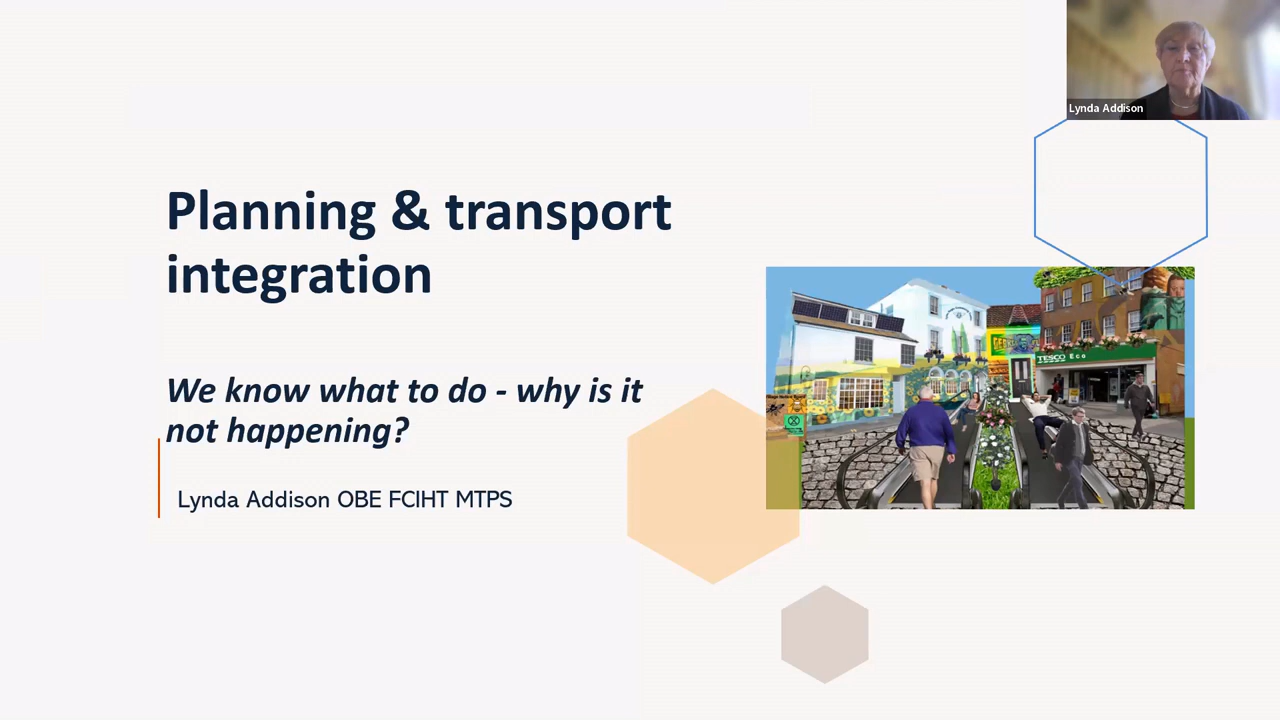 Lynda Addison
Planning & transport
integration
We know what to do - why is it
not happening?
Lynda Addison OBE FCIHT MTPS
TESCO Eco